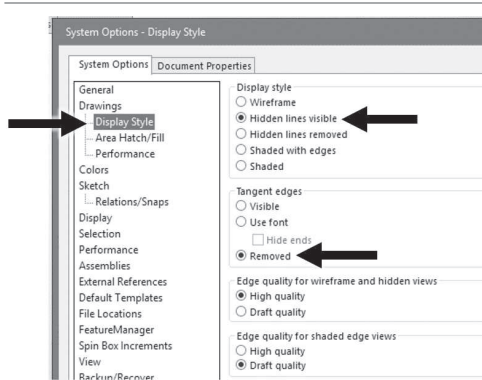 System Options - Display Style
System Options
Document Properties
General
Drawings
Display Style
Area Hatch/Fill
Performance
Colors
Sketch
Relations/Snaps
Display
Selection
Performance
Assemblies
External References
Default Templates
File Locations
FeatureManager
Spin Box Increments
View
Backup/Recover
Display style
Wireframe
Hidden lines visible
Hidden lines removed
Shaded with edges
Shaded
Tangent edges
Visible
Use font
Hide ends
Removed
Edge quality for wireframe and hidden views
High quality
Draft quality
Edge quality for shaded edge views
High quality
Draft quality